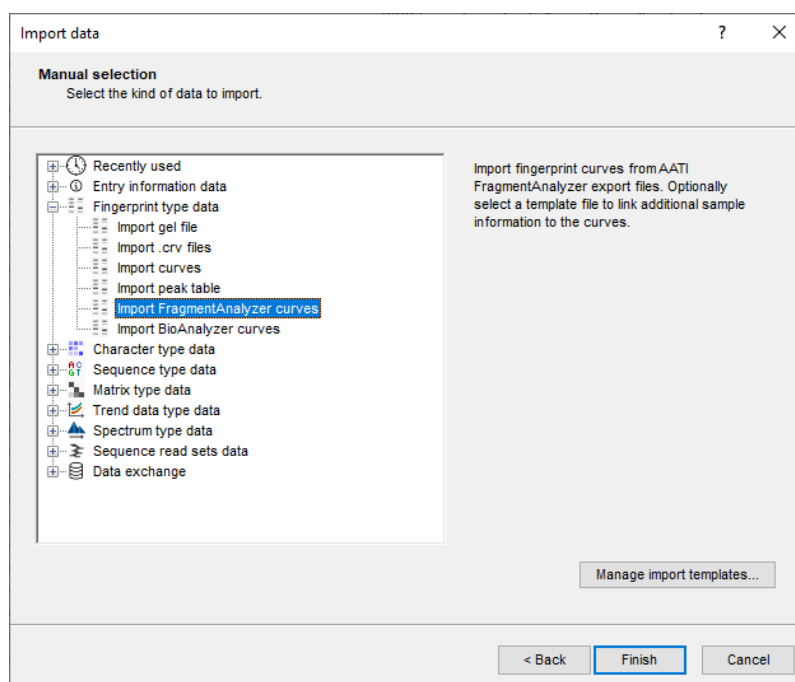 Import data
?
Manual selection
Select the kind of data to import.
Recently used
Entry information data
Fingerprint type data
Import gel file
Import .crv files
Import curves
Import peak table
Import FragmentAnalyzer curves
Import BioAnalyzer curves
Character type data
Sequence type data
Matrix type data
Trend data type data
Spectrum type data
Sequence read sets data
Data exchange
Import fingerprint curves from AATI
FragmentAnalyzer export files. Optionally
select a template file to link additional sample
information to the curves.
Manage import templates...
< Back
Finish
Cancel